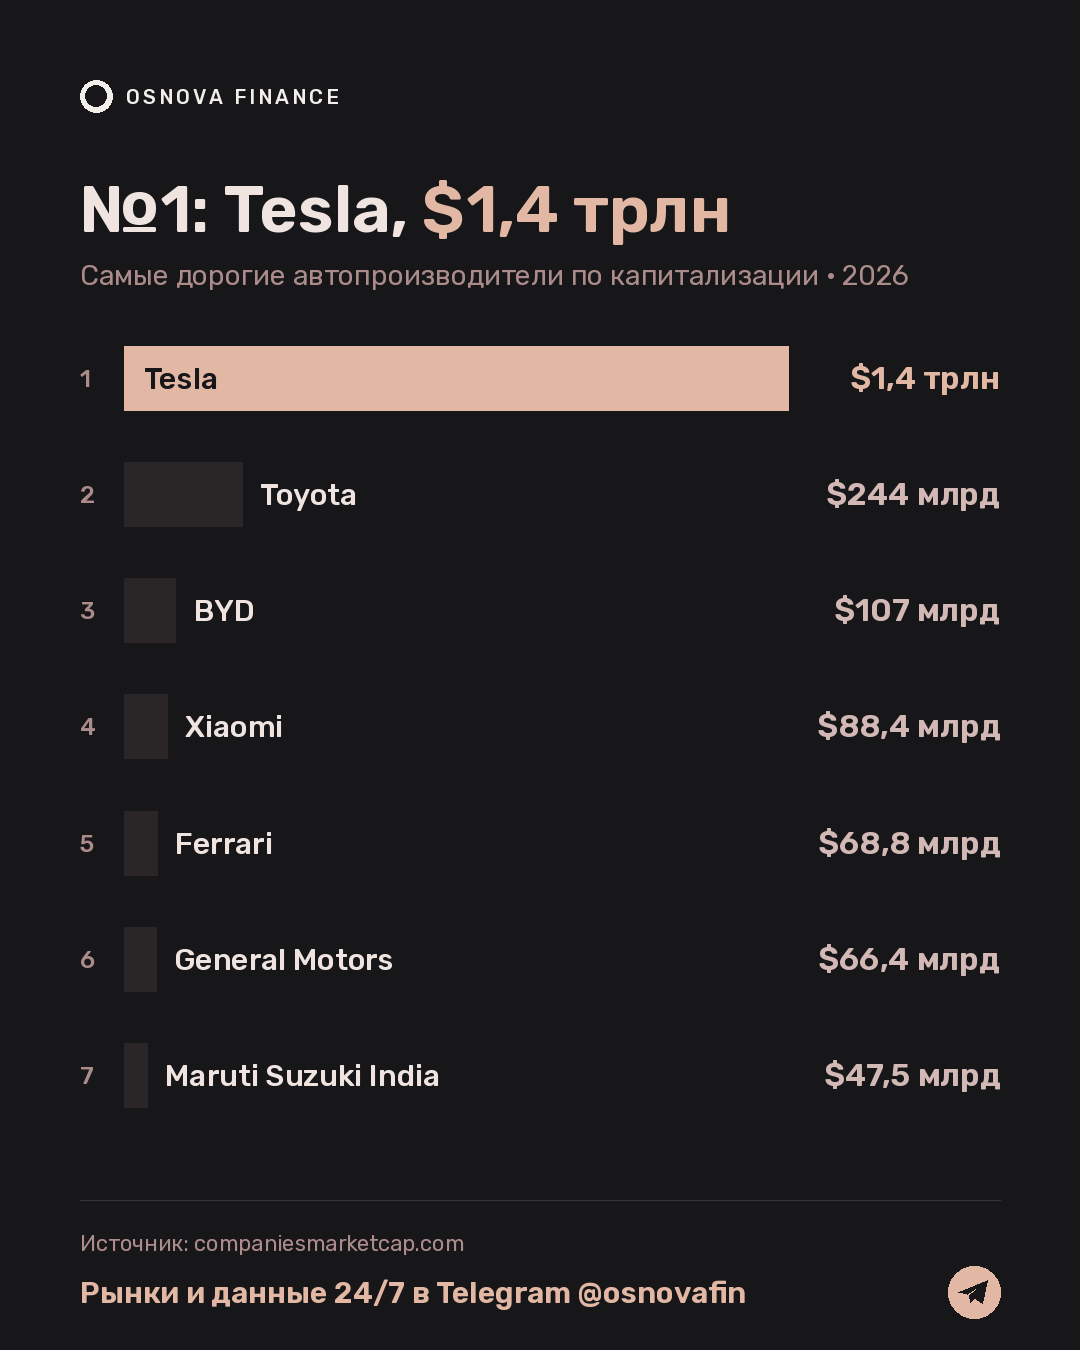 OSNOVA FINANCE
№1: Tesla, $1,4 трлн
Самые дорогие автопроизводители по капитализации • 2026
1 Tesla $1,4 трлн
2 Toyota $244 млрд
3 BYD $107 млрд
4 Xiaomi $88,4 млрд
5 Ferrari $68,8 млрд
6 General Motors $66,4 млрд
7 Maruti Suzuki India $47,5 млрд
Источник: companiesmarketcap.com
Рынки и данные 24/7 в Telegram @osnovafin